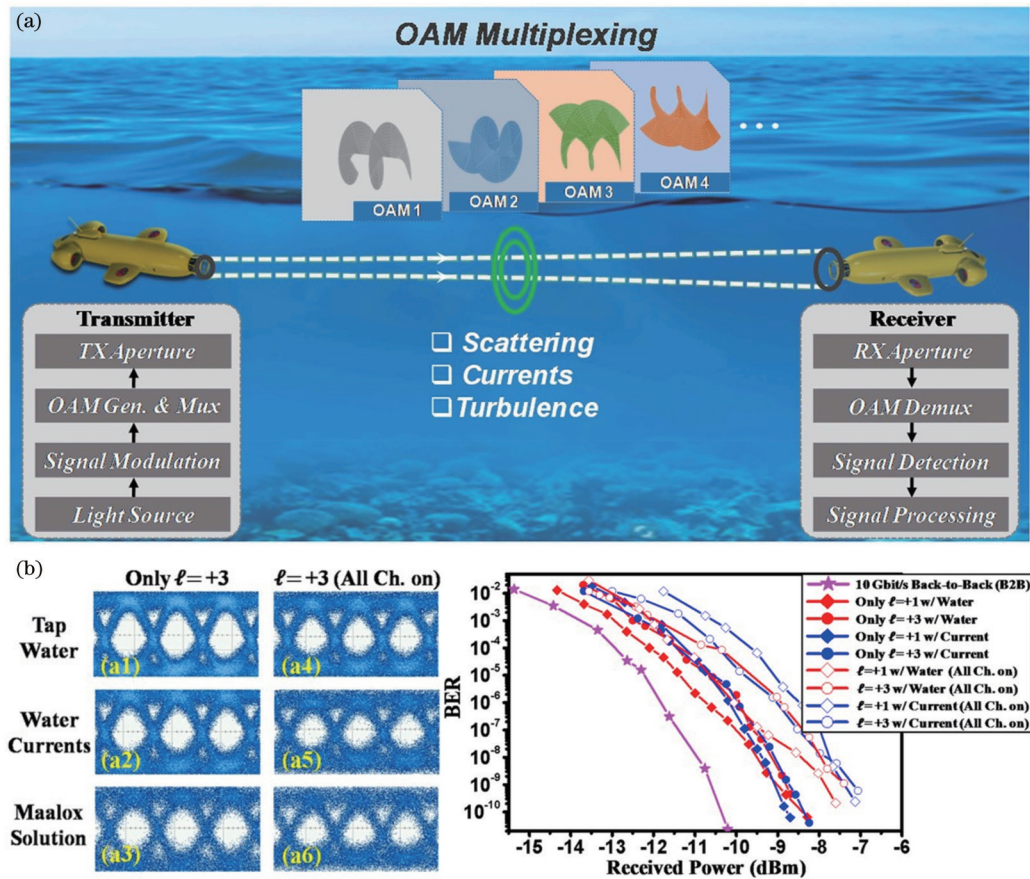 (a)
OAM Multiplexing
OAM 1
OAM 2
OAM 3
OAM 4
Transmitter
TX Aperture
OAM Gen. & Mux
Signal Modulation
Light Source
❑ Scattering
❑ Currents
❑ Turbulence
Receiver
RX Aperture
OAM Demux
Signal Detection
Signal Processing
(b)
Only ℓ=+3
ℓ=+3 (All Ch. on)
Tap
Water
(a1)
(a4)
Water
Currents
(a2)
(a5)
Maalox
Solution
(a3)
(a6)
BER
10⁻²
10⁻³
10⁻⁴
10⁻⁵
10⁻⁶
10⁻⁷
10⁻⁸
10⁻⁹
10⁻¹⁰
-15 -14 -13 -12 -11 -10 -9 -8 -7 -6
Received Power (dBm)
10 Gbit/s Back-to-Back (B2B)
Only ℓ=+1 w/ Water
Only ℓ=+3 w/ Water
Only ℓ=+1 w/ Current
Only ℓ=+3 w/ Current
ℓ=+1 w/ Water (All Ch. on)
ℓ=+3 w/ Water (All Ch. on)
ℓ=+1 w/ Current (All Ch. on)
ℓ=+3 w/ Current (All Ch. on)